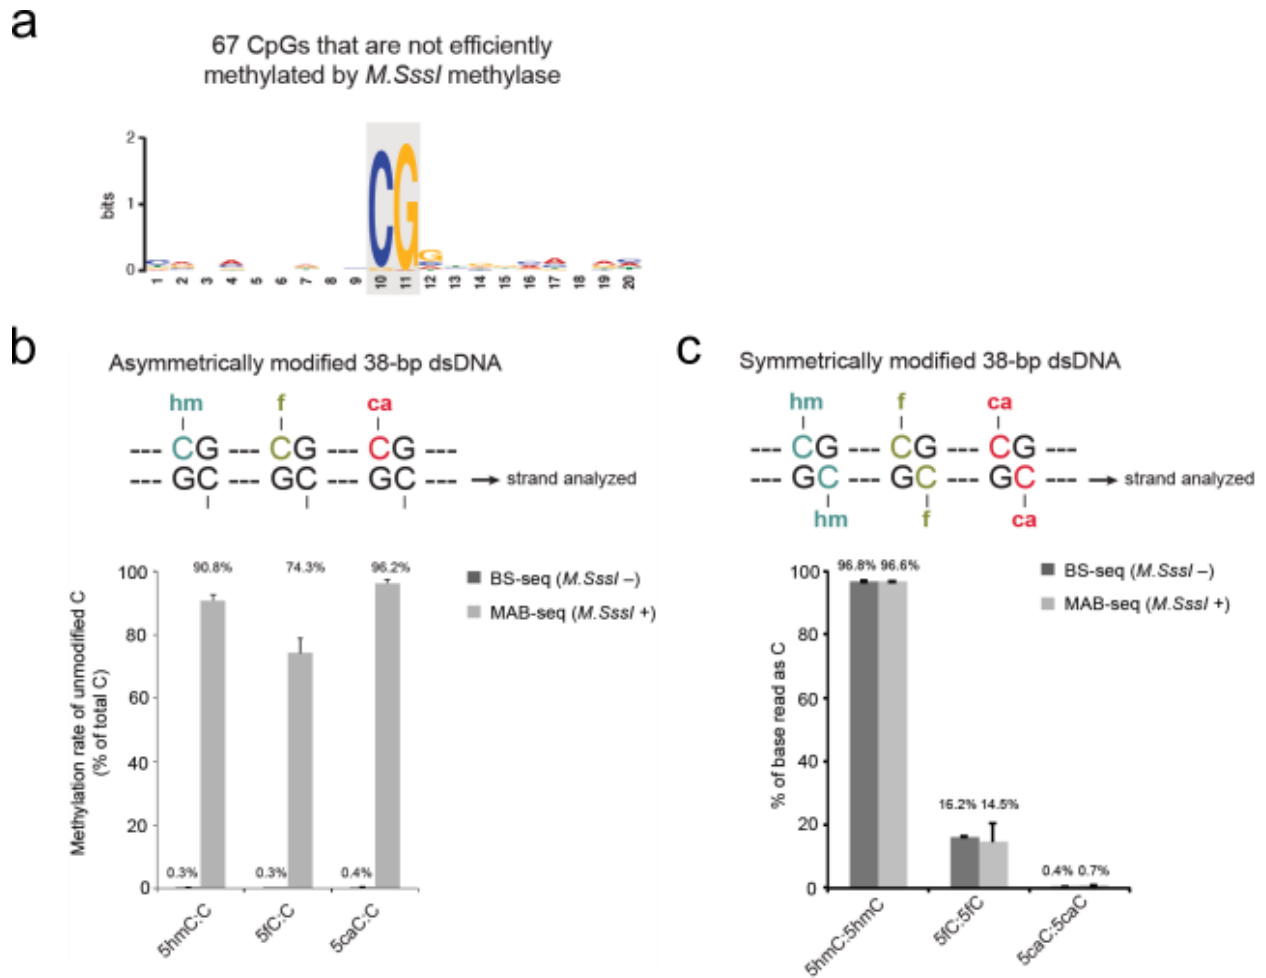 a
67 CpGs that are not efficiently
methylated by M.SssI methylase
bits
2
1
0
CG
G
1 2 3 4 5 6 7 8 9 10 11 12 13 14 15 16 17 18 19 20
b
Asymmetrically modified 38-bp dsDNA
hm f ca
--- CG --- CG --- CG ---
--- GC --- GC --- GC --- strand analyzed
Methylation rate of unmodified C
(% of total C)
100
80
60
40
20
0
90.8% 74.3% 96.2%
0.3% 0.3% 0.4%
BS-seq (M.SssI –)
MAB-seq (M.SssI +)
5hmC:C 5fC:C 5caC:C
c
Symmetrically modified 38-bp dsDNA
hm f ca
--- CG --- CG --- CG ---
--- GC --- GC --- GC --- strand analyzed
hm f ca
% of base read as C
100
80
60
40
20
0
96.8% 96.6%
16.2% 14.5%
0.4% 0.7%
BS-seq (M.SssI –)
MAB-seq (M.SssI +)
5hmC:5hmC 5fC:5fC 5caC:5caC